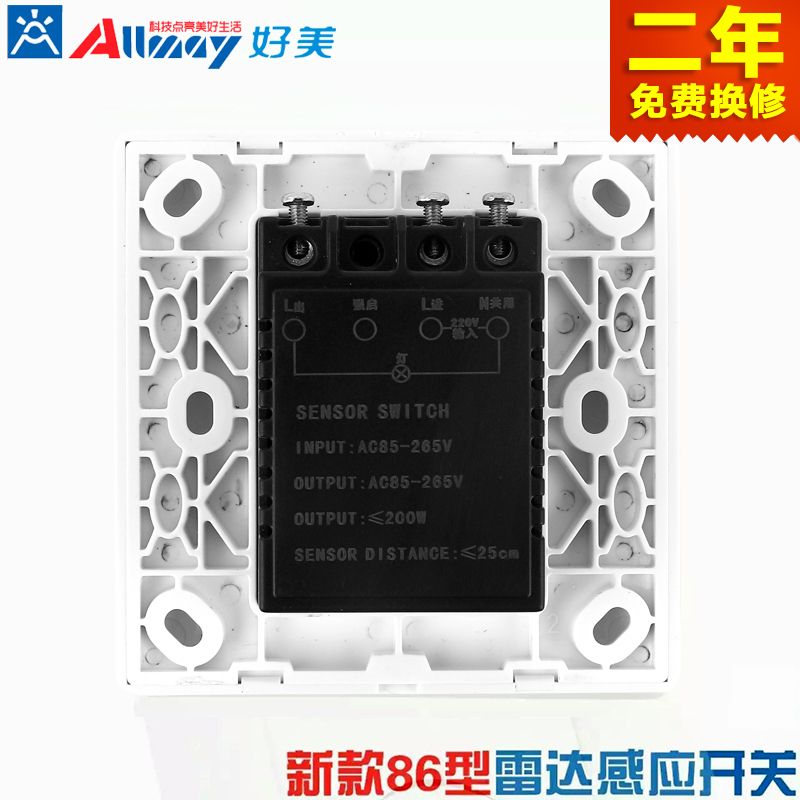 科技点亮美好生活
Allmay 好美
二年
免费换修
L出 强启 L进 N共用
220V
输入
灯
SENSOR SWITCH
INPUT:AC85-265V
OUTPUT:AC85-265V
OUTPUT:≤200W
SENSOR DISTANCE:≤25cm
2
新款86型雷达感应开关